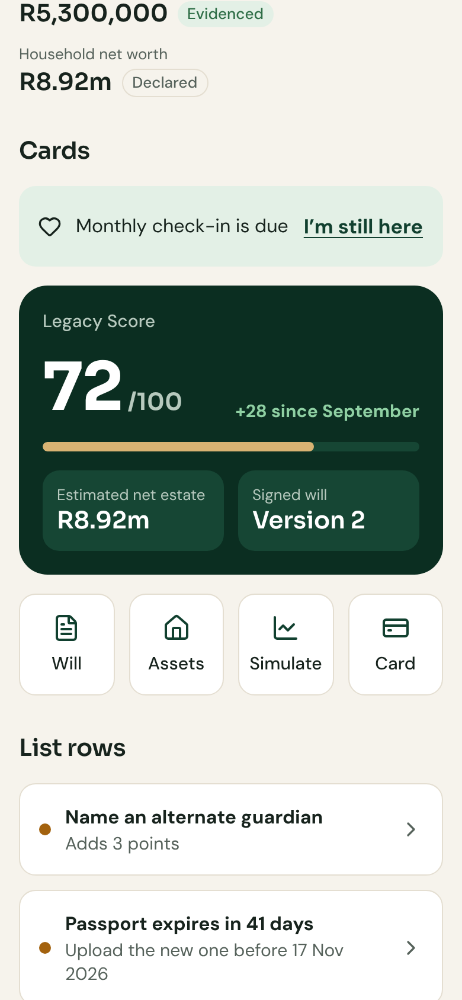 R5,300,000 Evidenced
Household net worth
R8.92m Declared
Cards
Monthly check-in is due I’m still here
Legacy Score
72 /100 +28 since September
Estimated net estate Signed will
R8.92m Version 2
Will Assets Simulate Card
List rows
Name an alternate guardian
Adds 3 points
Passport expires in 41 days
Upload the new one before 17 Nov
2026